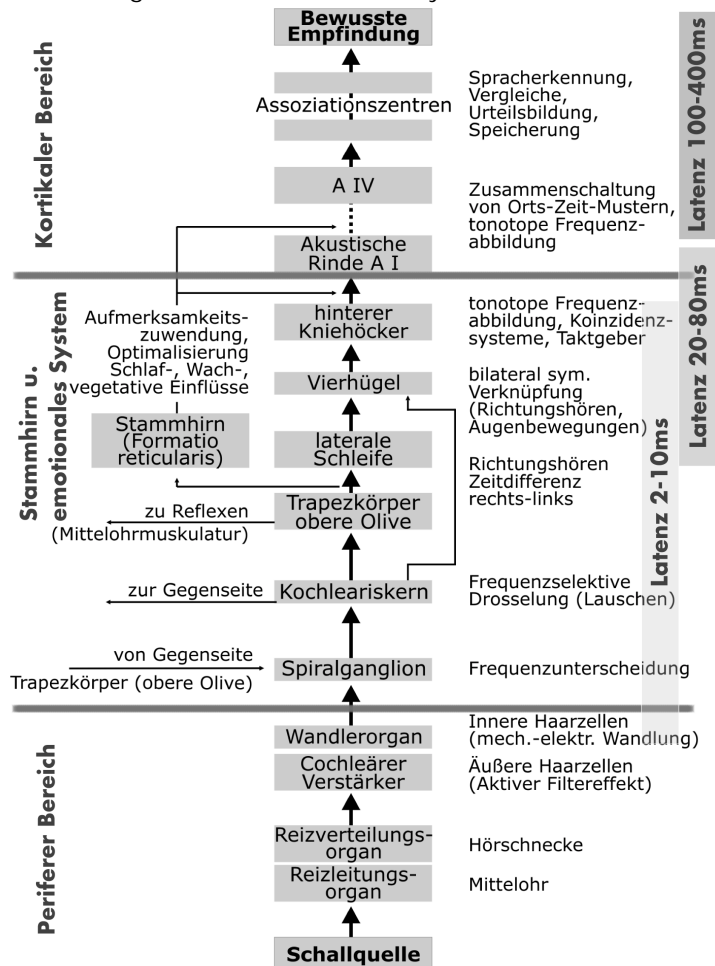 Bewusste
Empfindung
Kortikaler Bereich
Assoziationszentren
Spracherkennung,
Vergleiche,
Urteilsbildung,
Speicherung
Latenz 100-400ms
A IV
Zusammenschaltung
von Orts-Zeit-Mustern,
tonotope Frequenz-
abbildung
Akustische
Rinde A I
Stammhirn u.
emotionales System
Aufmerksamkeits-
zuwendung,
Optimalisierung
Schlaf-, Wach-,
vegetative Einflüsse
hinterer
Kniehöcker
tonotope Frequenz-
abbildung, Koinzidenz-
systeme, Taktgeber
Latenz 20-80ms
Vierhügel
bilateral sym.
Verknüpfung
(Richtungshören,
Augenbewegungen)
Stammhirn
(Formatio
reticularis)
laterale
Schleife
Richtungshören
Zeitdifferenz
rechts-links
Latenz 2-10ms
Trapezkörper
obere Olive
zu Reflexen
(Mittelohrmuskulatur)
zur Gegenseite
Kochleariskern
Frequenzselektive
Drosselung (Lauschen)
von Gegenseite
Trapezkörper (obere Olive)
Spiralganglion
Frequenzunterscheidung
Periferer Bereich
Wandlerorgan
Innere Haarzellen
(mech.-elektr. Wandlung)
Cochleärer
Verstärker
Äußere Haarzellen
(Aktiver Filtereffekt)
Reizverteilungs-
organ
Hörschnecke
Reizleitungs-
organ
Mittelohr
Schallquelle